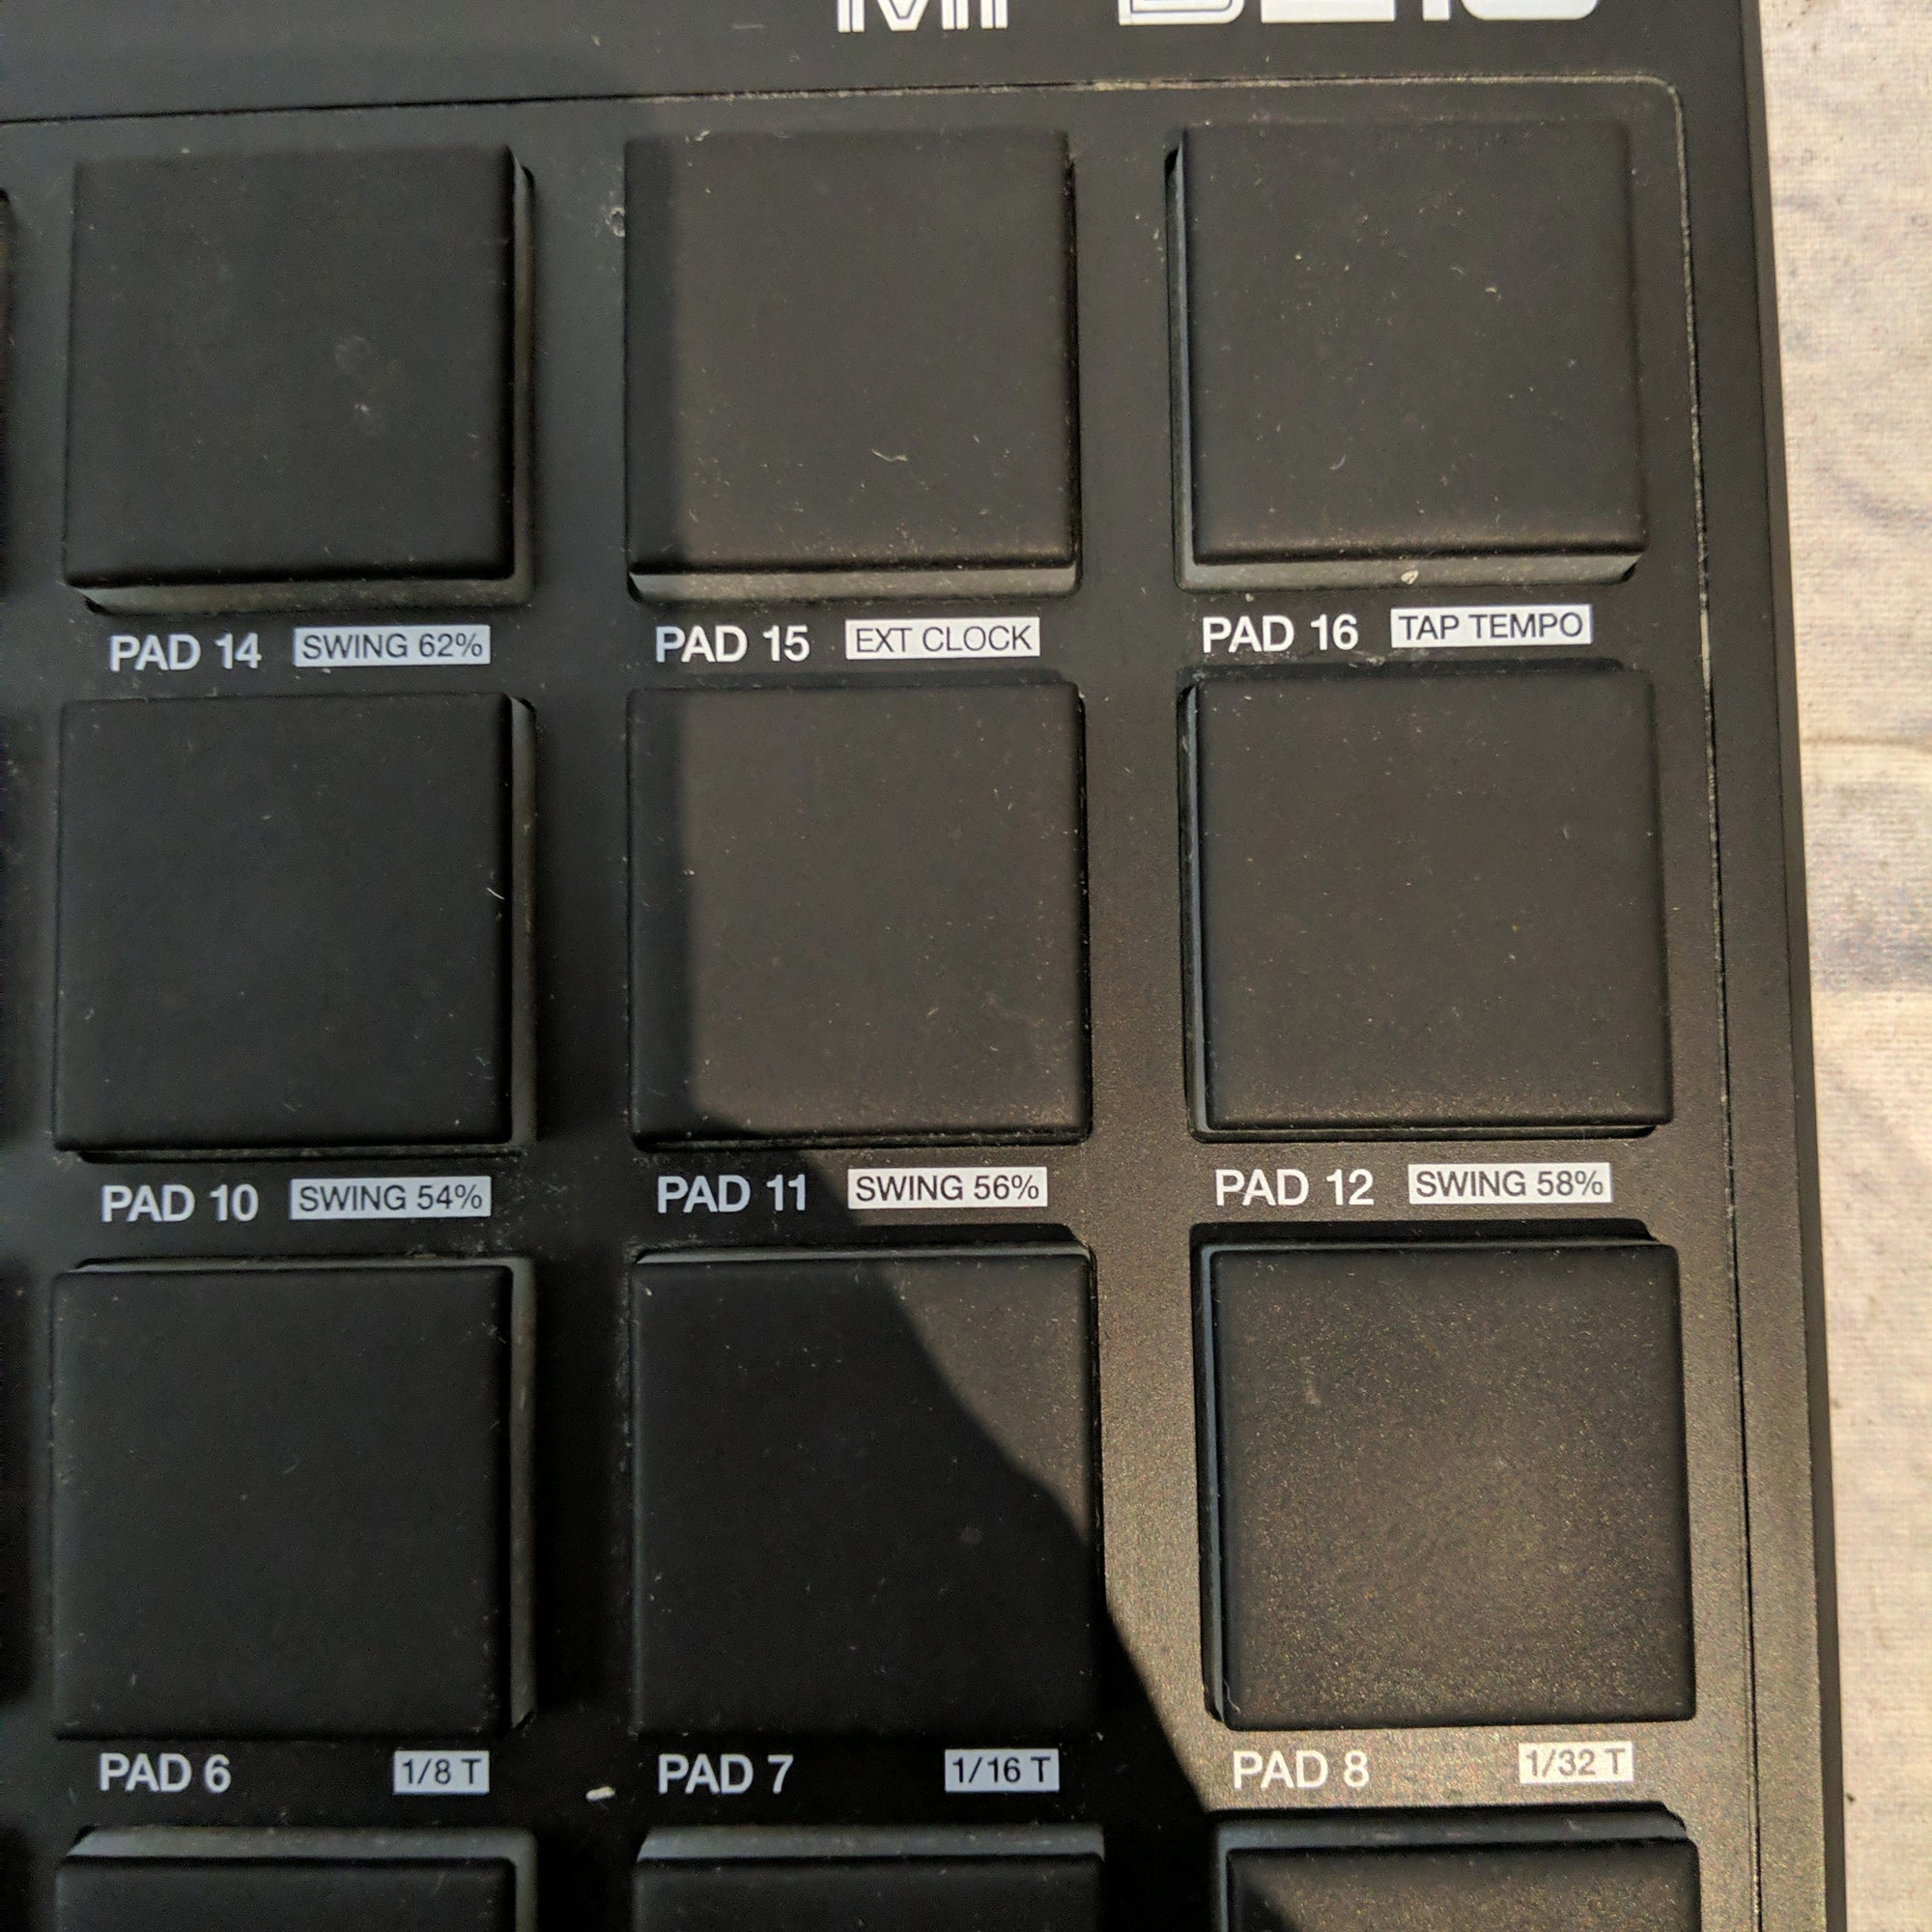 PAD 14 SWING 62% PAD 15 EXT CLOCK PAD 16 TAP TEMPO
PAD 10 SWING 54% PAD 11 SWING 56% PAD 12 SWING 58%
PAD 6 1/8 T PAD 7 1/16 T PAD 8 1/32 T